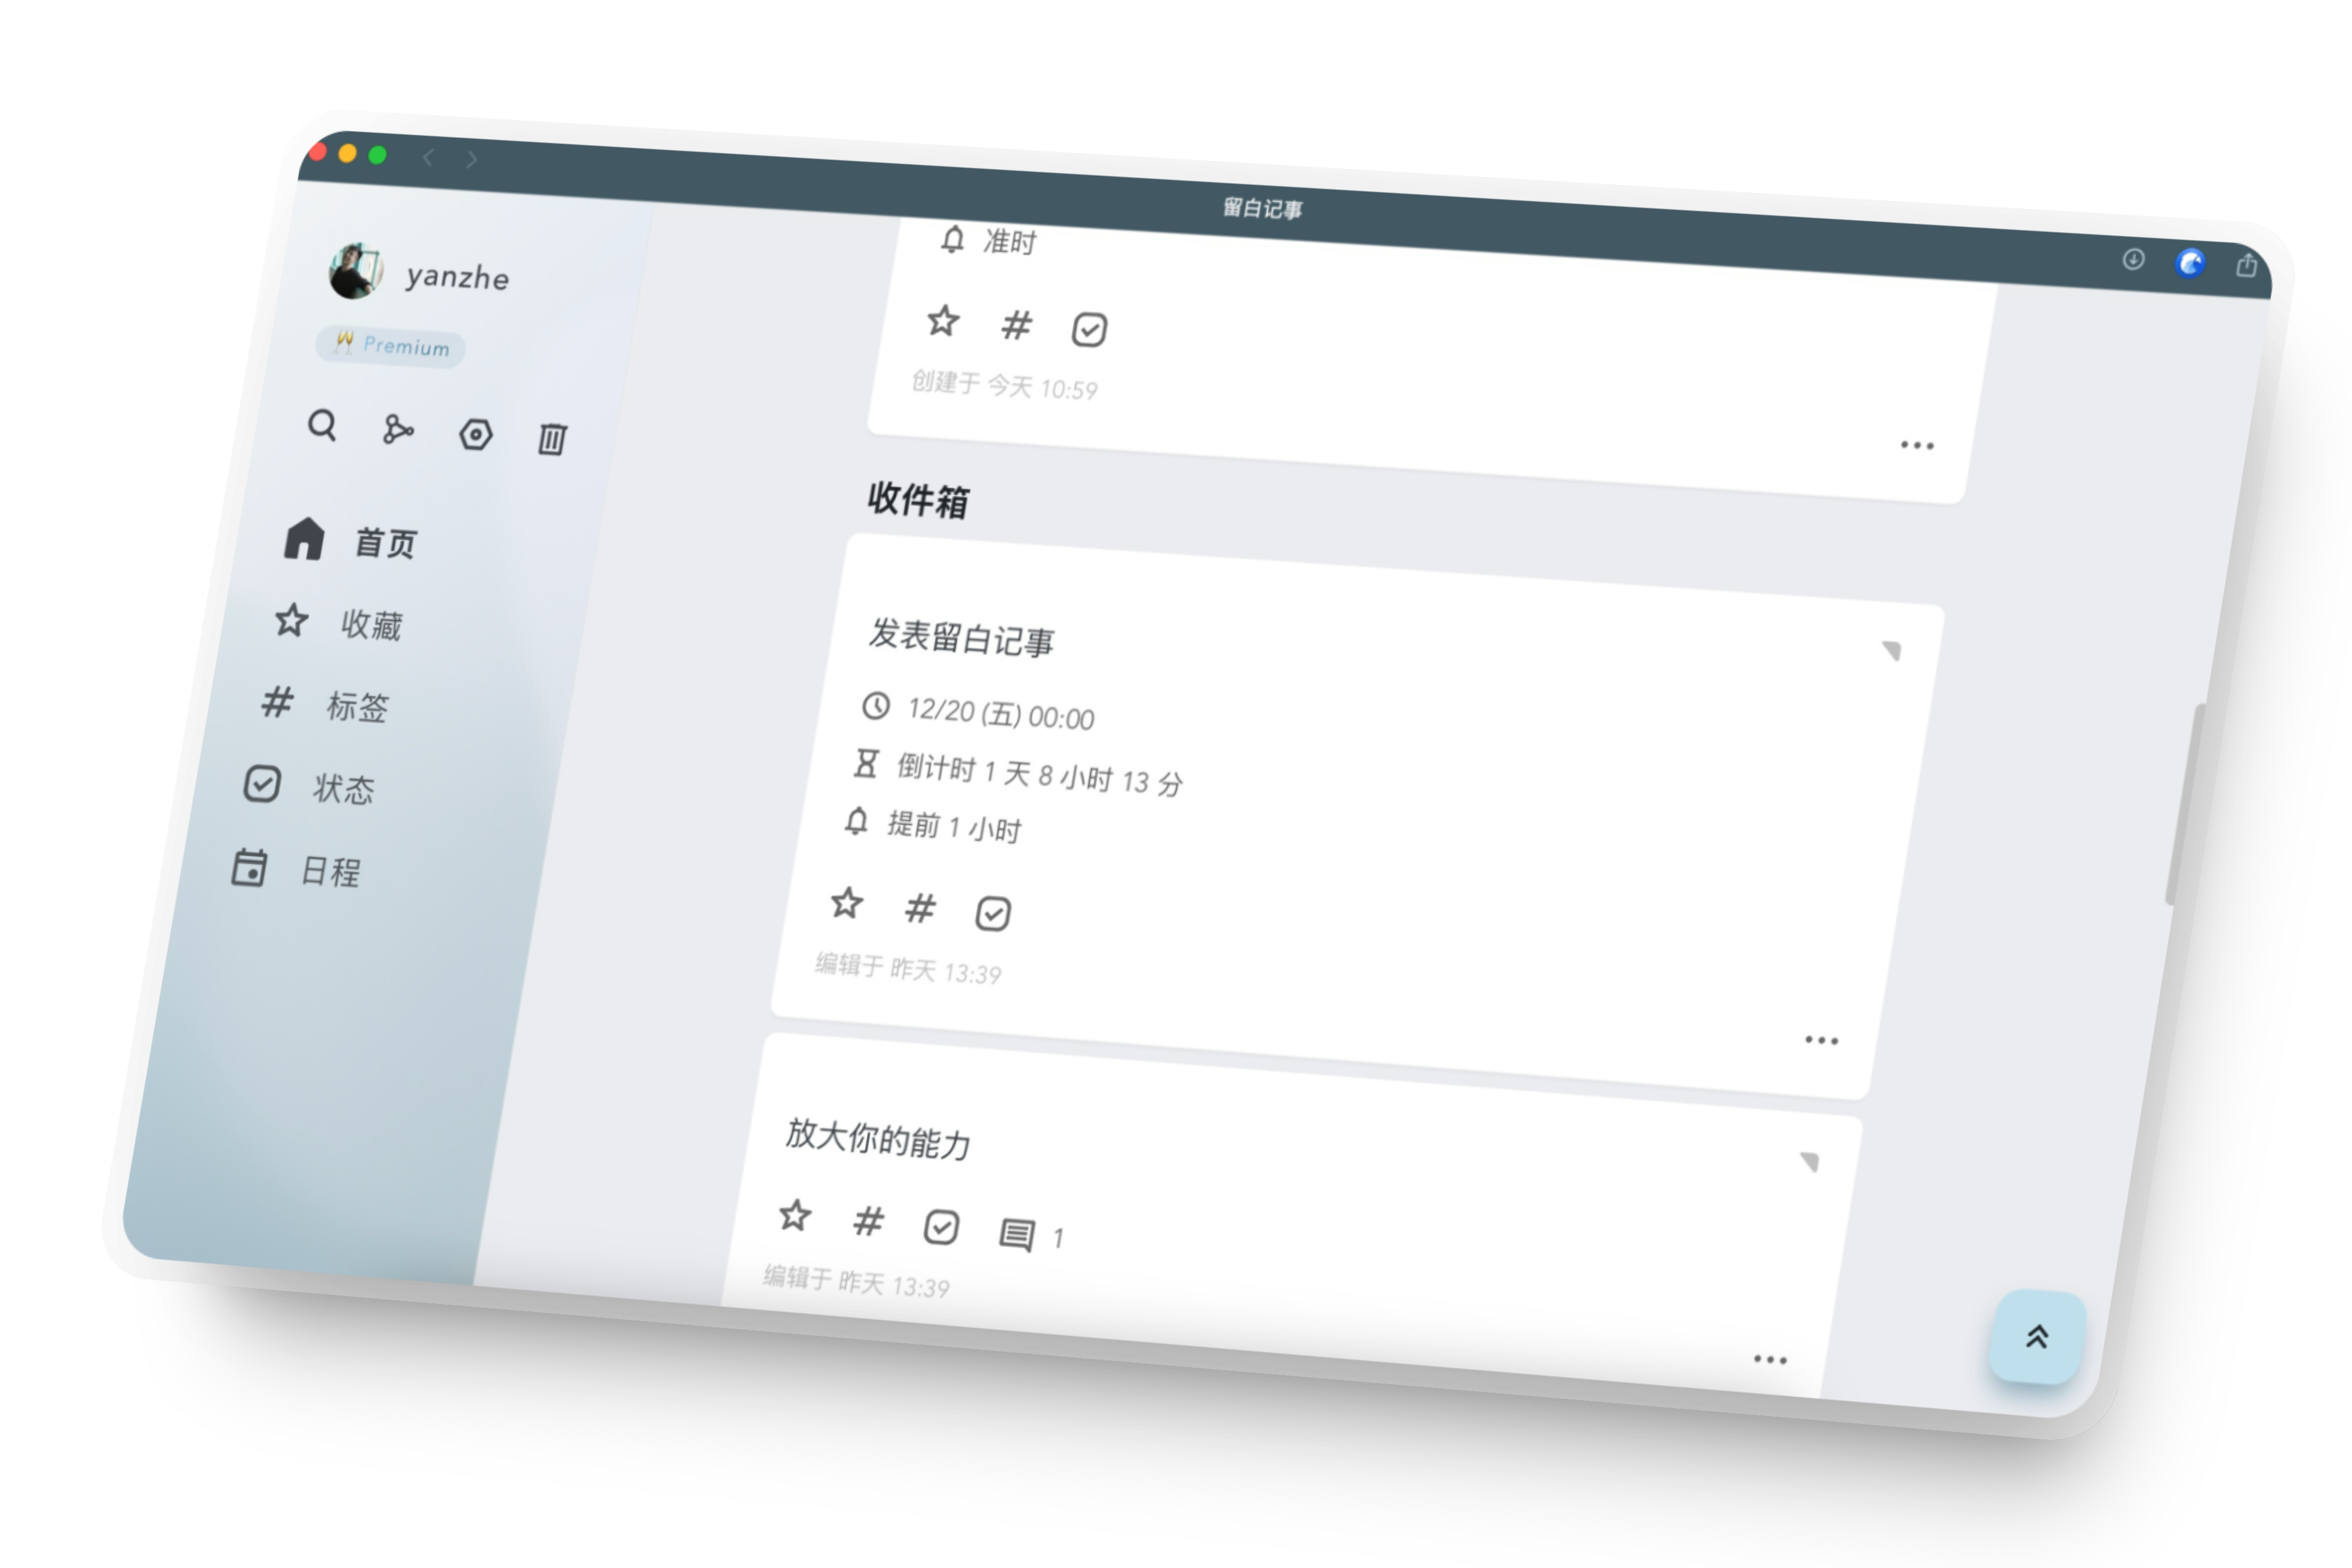 留白记事
yanzhe
🥂 Premium
首页
收藏
# 标签
状态
日程
准时
#
创建于 今天 10:59
收件箱
发表留白记事
12/20 (五) 00:00
倒计时 1 天 8 小时 13 分
提前 1 小时
#
编辑于 昨天 13:39
放大你的能力
# 1
编辑于 昨天 13:39